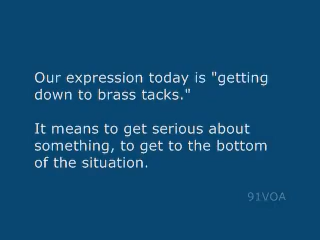 Our expression today is "getting
down to brass tacks."
It means to get serious about
something, to get to the bottom
of the situation.
91VOA